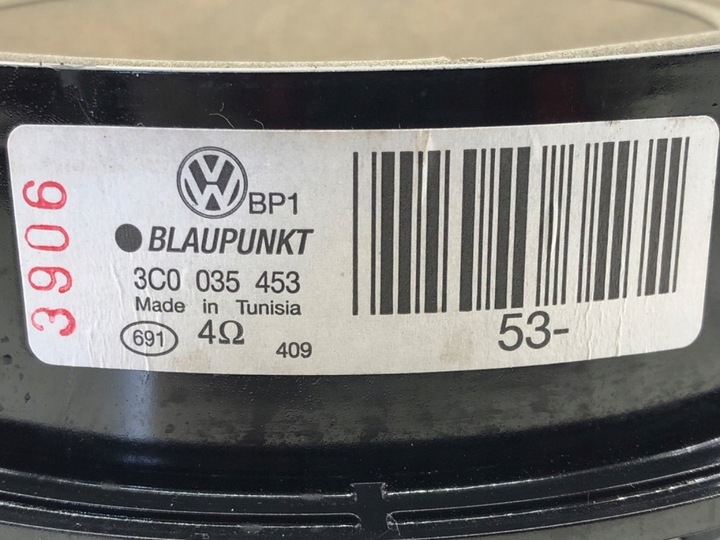 3906
BP1
BLAUPUNKT
3C0 035 453
Made in Tunisia
691 4Ω 409
53-